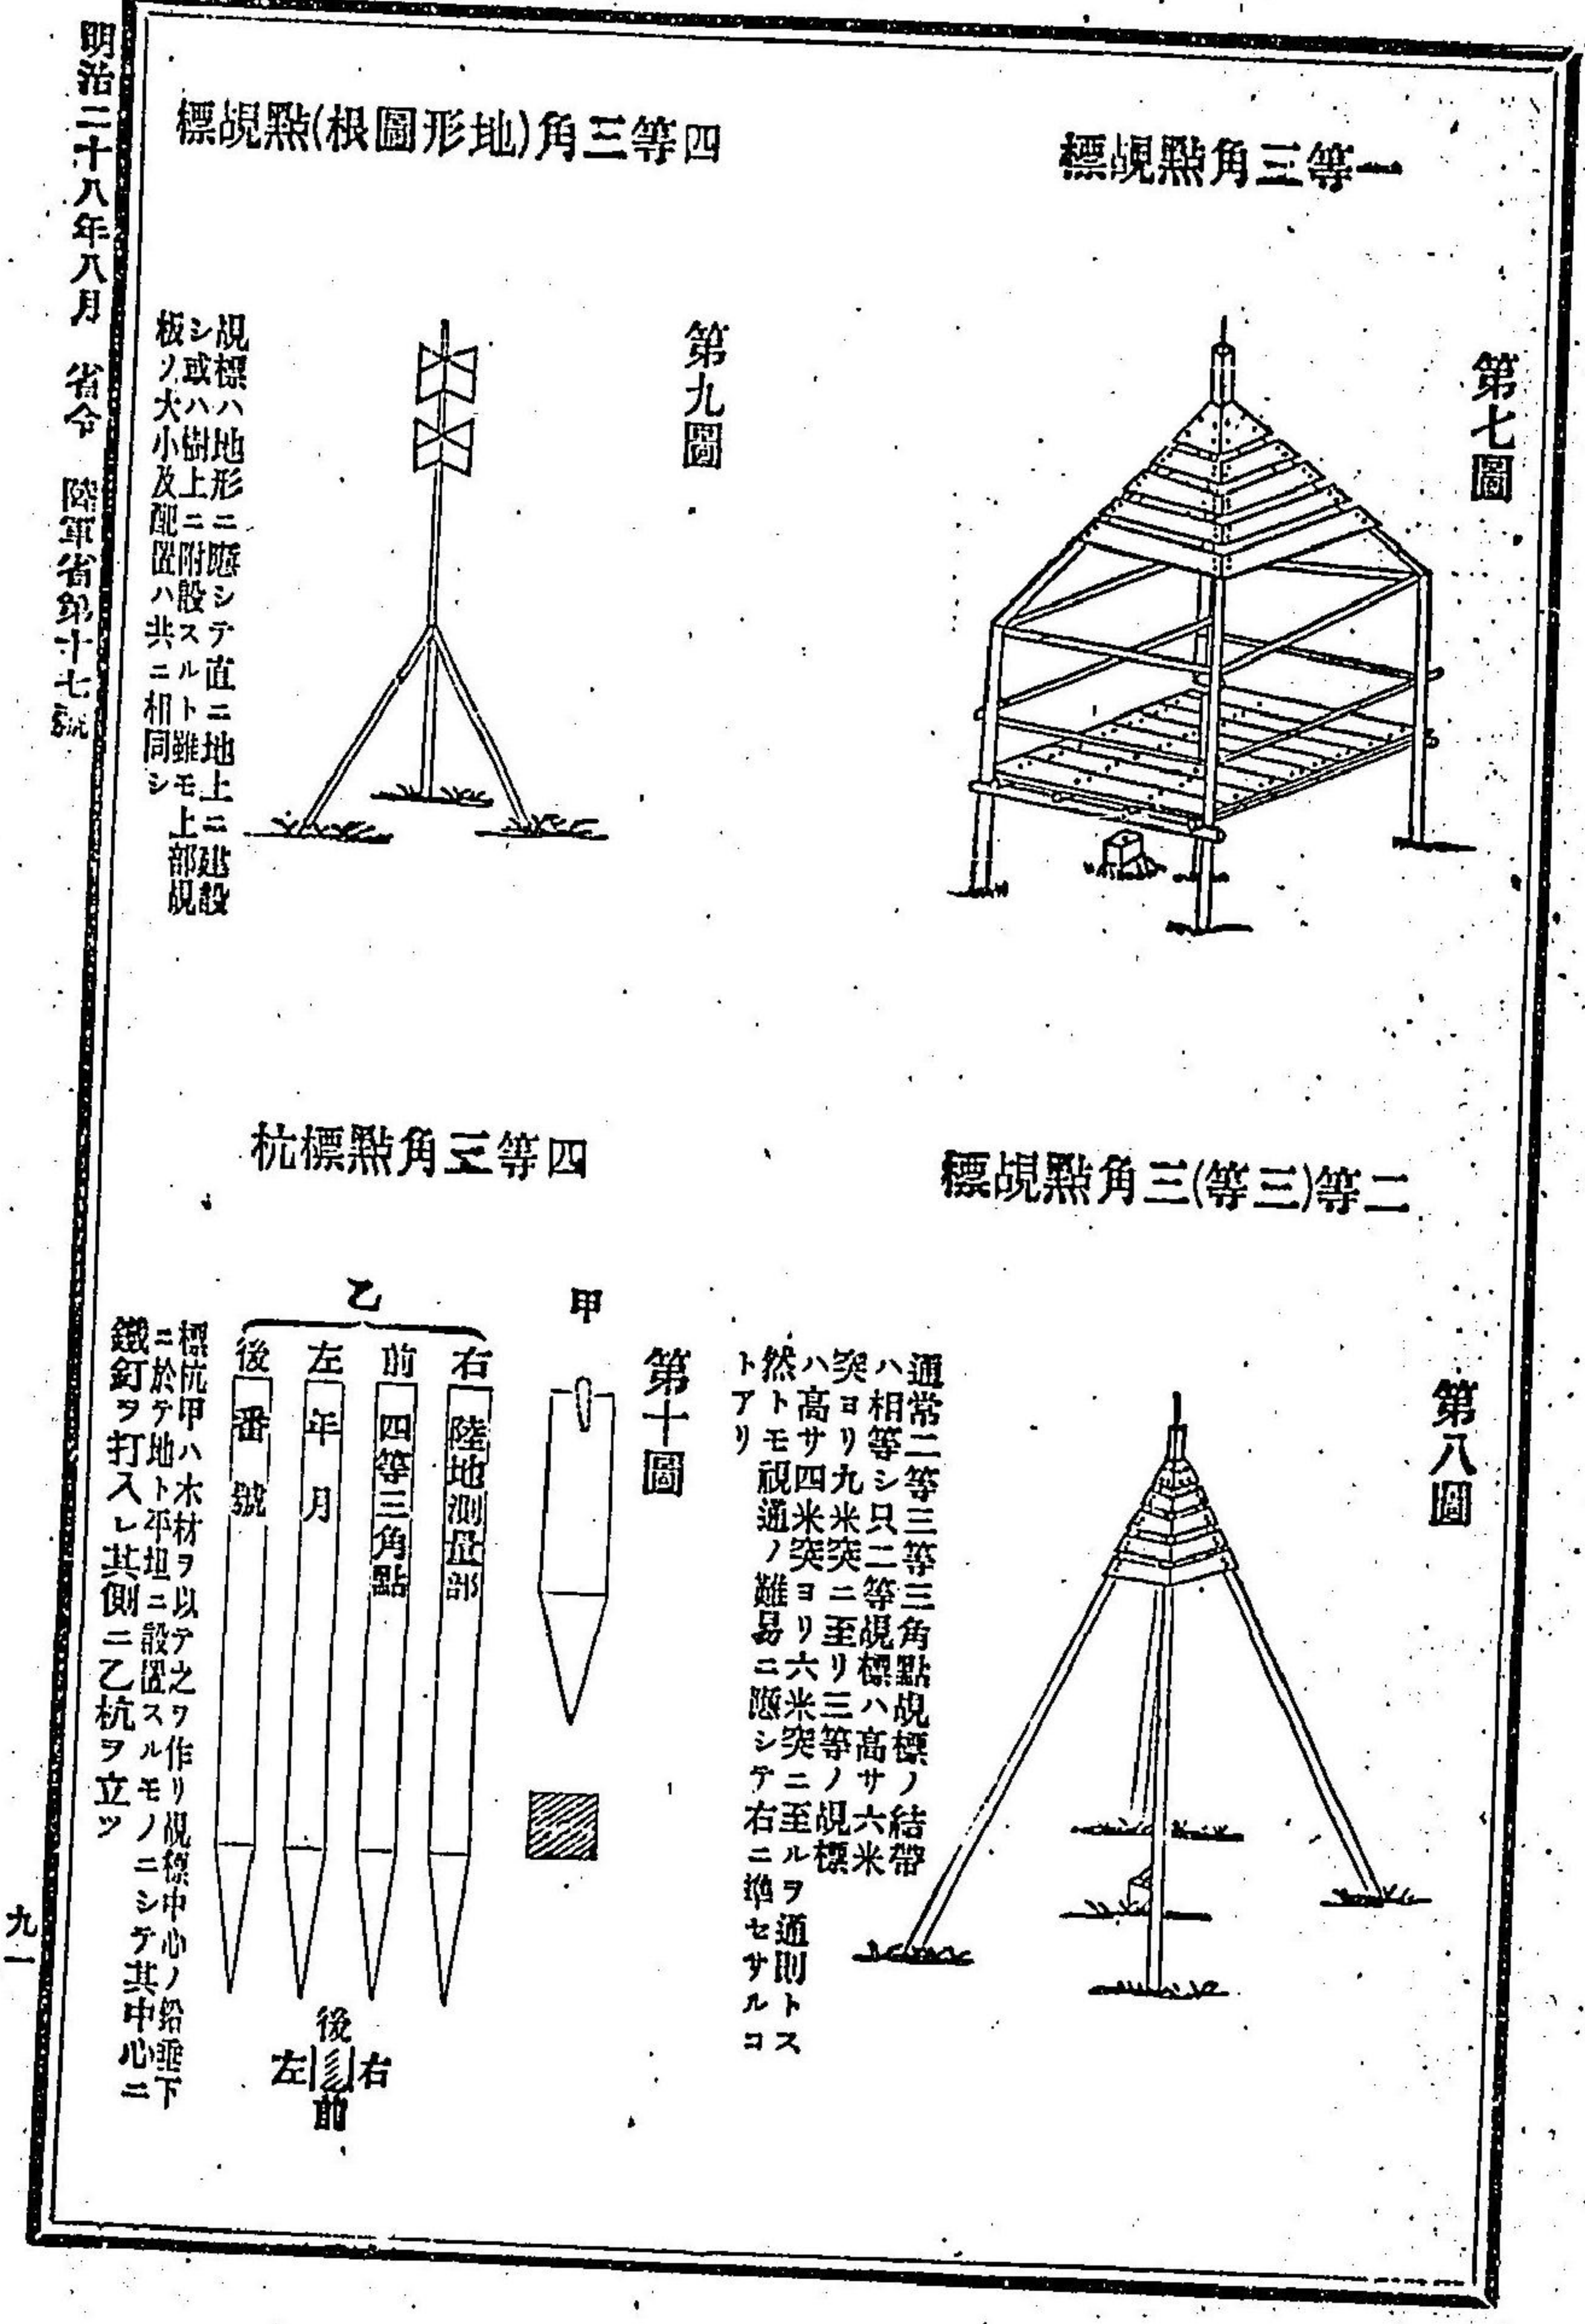 明治二十八年八月　省令　陸軍省第十七號
九一
一等三角點覘標
第七圖
二等(三等)三角點覘標
第八圖
通常二等三等三角點覘標ノ結構
ハ相等シ只二等覘標ハ高サ六米
突ヨリ九米突ニ至リ三等ノ覘標
ハ高サ四米突ヨリ六米突ニ至ルヲ通則トス
然トモ視通ノ難易ニ應シテ右ニ準セサルコ
トアリ
四等三角(地形圖根)點覘標
第九圖
覘標ハ地形ニ應シテ直ニ地上ニ建設
シ或ハ樹上ニ附設スルト雖モ上部覘
板ノ大小及配置ハ共ニ相同シ
四等三角點標杭
第十圖
甲
乙
右
陸地測量部
前
四等三角點
左
年月
後
番號
後
右
左
前
標杭甲ハ木材ヲ以テ之ヲ作リ覘標中心ノ鉛垂下
ニ於テ地ト平坦ニ設置スルモノニシテ其中心ニ
鐵釘ヲ打入レ其側ニ乙杭ヲ立ツ